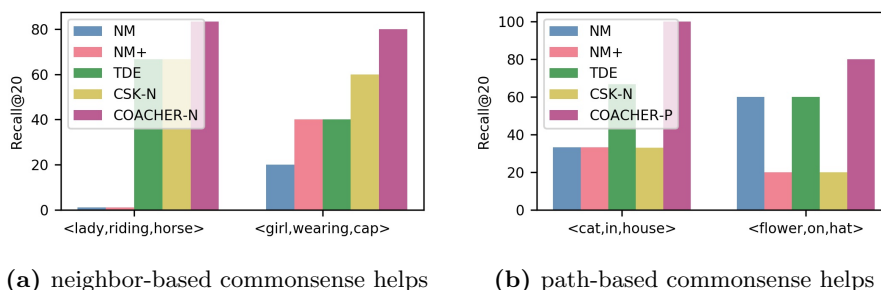 80
60
40
20
0
Recall@20
NM
NM+
TDE
CSK-N
COACHER-N
<lady,riding,horse>
<girl,wearing,cap>
(a) neighbor-based commonsense helps
100
80
60
40
20
0
Recall@20
NM
NM+
TDE
CSK-N
COACHER-P
<cat,in,house>
<flower,on,hat>
(b) path-based commonsense helps